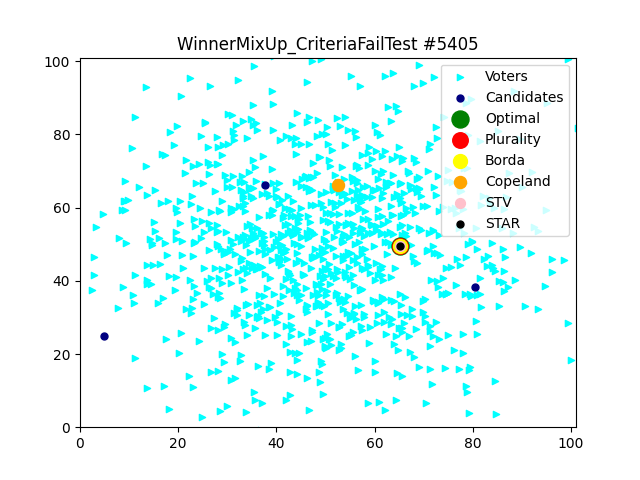 WinnerMixUp_CriteriaFailTest #5405
100
80
60
40
20
0
0 20 40 60 80 100
Voters
Candidates
Optimal
Plurality
Borda
Copeland
STV
STAR